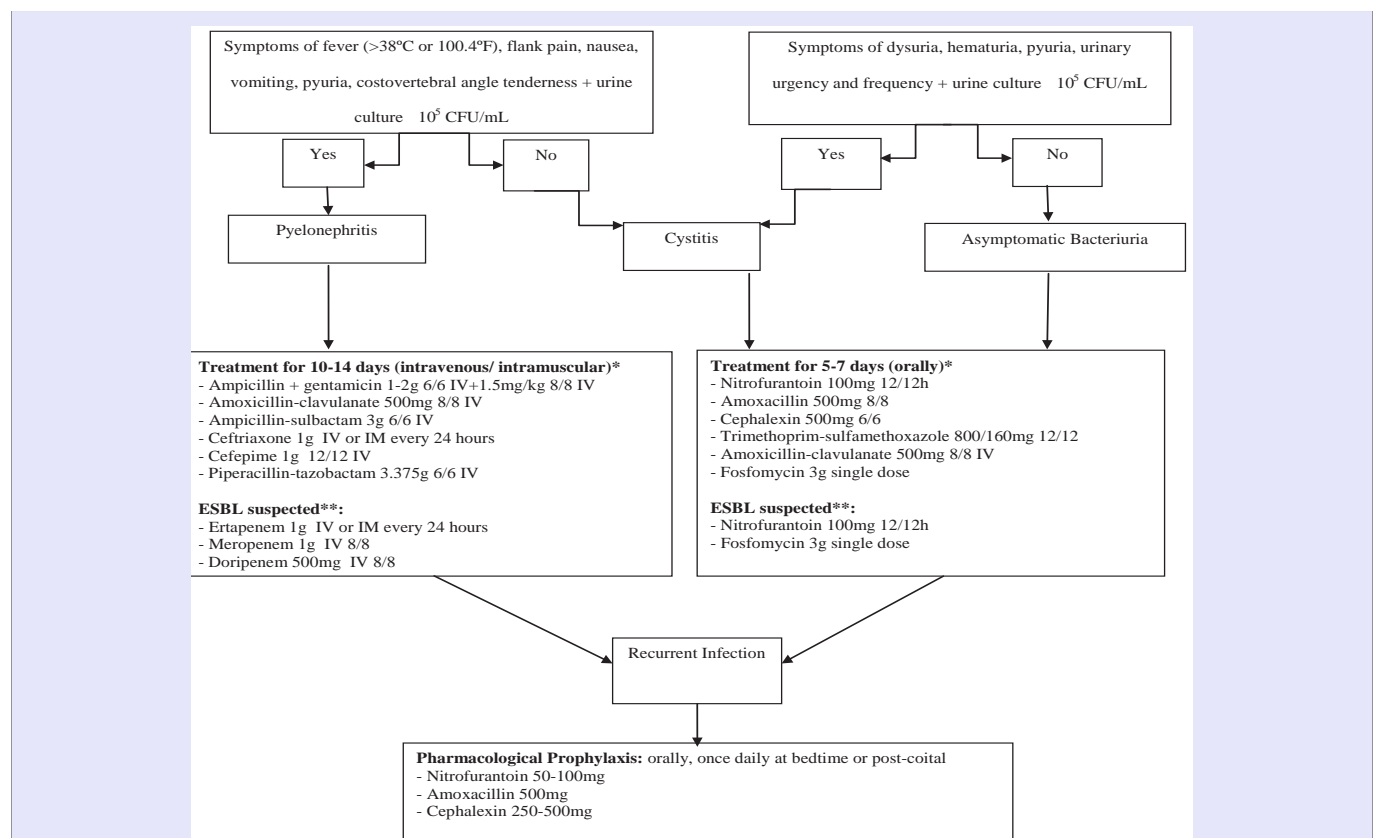 Symptoms of fever (>38ºC or 100.4ºF), flank pain, nausea,
vomiting, pyuria, costovertebral angle tenderness + urine
culture 10⁵ CFU/mL
Symptoms of dysuria, hematuria, pyuria, urinary
urgency and frequency + urine culture 10⁵ CFU/mL
Yes
No
Yes
No
Pyelonephritis
Cystitis
Asymptomatic Bacteriuria
Treatment for 10-14 days (intravenous/ intramuscular)*
- Ampicillin + gentamicin 1-2g 6/6 IV+1.5mg/kg 8/8 IV
- Amoxicillin-clavulanate 500mg 8/8 IV
- Ampicillin-sulbactam 3g 6/6 IV
- Ceftriaxone 1g IV or IM every 24 hours
- Cefepime 1g 12/12 IV
- Piperacillin-tazobactam 3.375g 6/6 IV
ESBL suspected**:
- Ertapenem 1g IV or IM every 24 hours
- Meropenem 1g IV 8/8
- Doripenem 500mg IV 8/8
Treatment for 5-7 days (orally)*
- Nitrofurantoin 100mg 12/12h
- Amoxacillin 500mg 8/8
- Cephalexin 500mg 6/6
- Trimethoprim-sulfamethoxazole 800/160mg 12/12
- Amoxicillin-clavulanate 500mg 8/8 IV
- Fosfomycin 3g single dose
ESBL suspected**:
- Nitrofurantoin 100mg 12/12h
- Fosfomycin 3g single dose
Recurrent Infection
Pharmacological Prophylaxis: orally, once daily at bedtime or post-coital
- Nitrofurantoin 50-100mg
- Amoxacillin 500mg
- Cephalexin 250-500mg